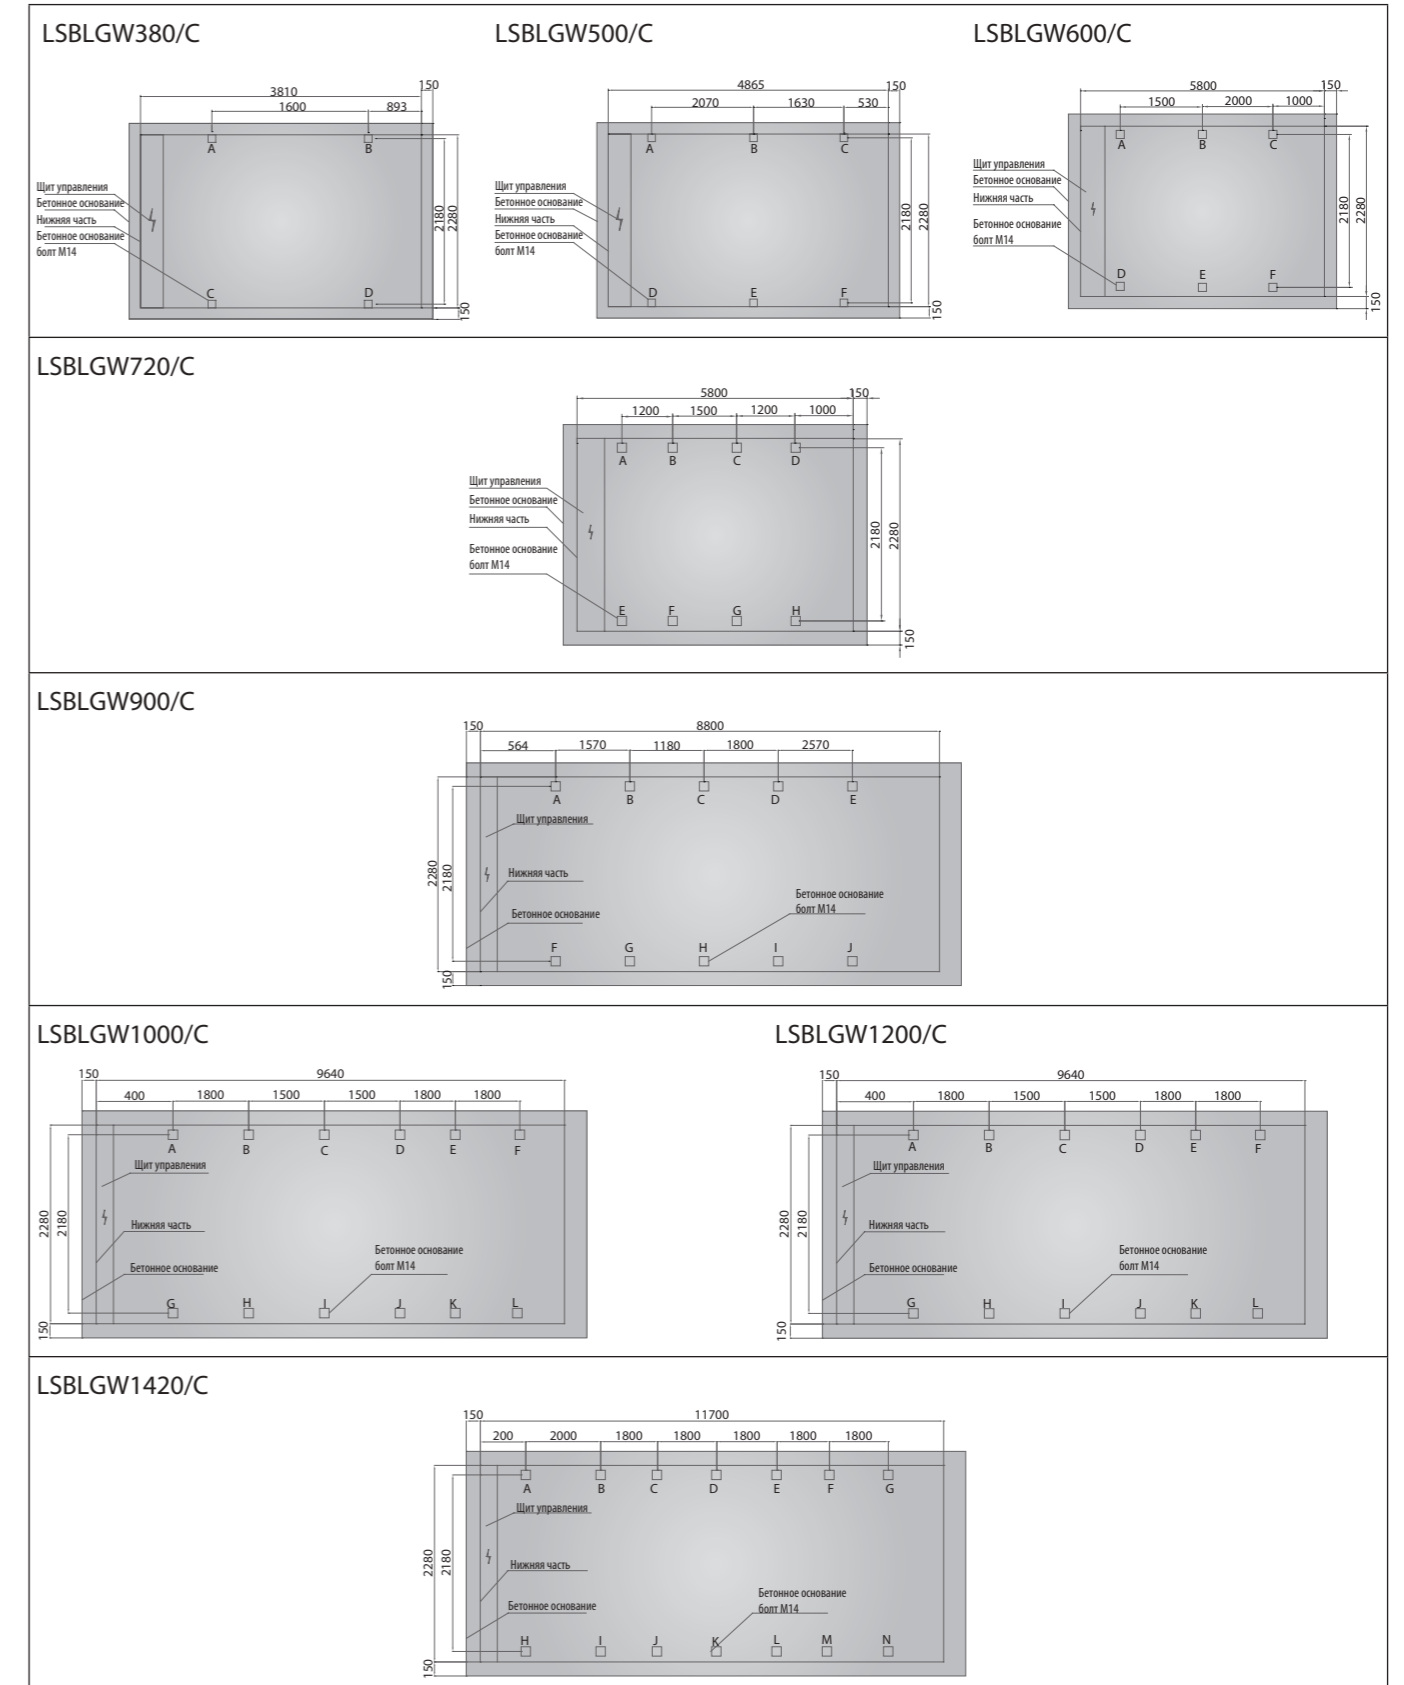 LSBLGW380/C
3810
150
1600
893
A
B
Щит управления
Бетонное основание
Нижняя часть
Бетонное основание
болт М14
2180
2280
C
D
150
LSBLGW500/C
4865
150
2070
1630
530
A
B
C
Щит управления
Бетонное основание
Нижняя часть
Бетонное основание
болт М14
2180
2280
D
E
F
150
LSBLGW600/C
5800
150
1500
2000
1000
A
B
C
Щит управления
Бетонное основание
Нижняя часть
Бетонное основание
болт М14
2180
2280
D
E
F
150
LSBLGW720/C
5800
150
1200
1500
1200
1000
A
B
C
D
Щит управления
Бетонное основание
Нижняя часть
Бетонное основание
болт М14
2180
2280
E
F
G
H
150
LSBLGW900/C
150
8800
564
1570
1180
1800
2570
A
B
C
D
E
Щит управления
2280
2180
Нижняя часть
Бетонное основание
болт М14
Бетонное основание
F
G
H
I
J
150
LSBLGW1000/C
150
9640
400
1800
1500
1500
1800
1800
A
B
C
D
E
F
Щит управления
2280
2180
Нижняя часть
Бетонное основание
болт М14
Бетонное основание
G
H
I
J
K
L
150
LSBLGW1200/C
150
9640
400
1800
1500
1500
1800
1800
A
B
C
D
E
F
Щит управления
2280
2180
Нижняя часть
Бетонное основание
болт М14
Бетонное основание
G
H
I
J
K
L
150
LSBLGW1420/C
150
11700
200
2000
1800
1800
1800
1800
1800
A
B
C
D
E
F
G
Щит управления
2280
2180
Нижняя часть
Бетонное основание
болт М14
Бетонное основание
H
I
J
K
L
M
N
150